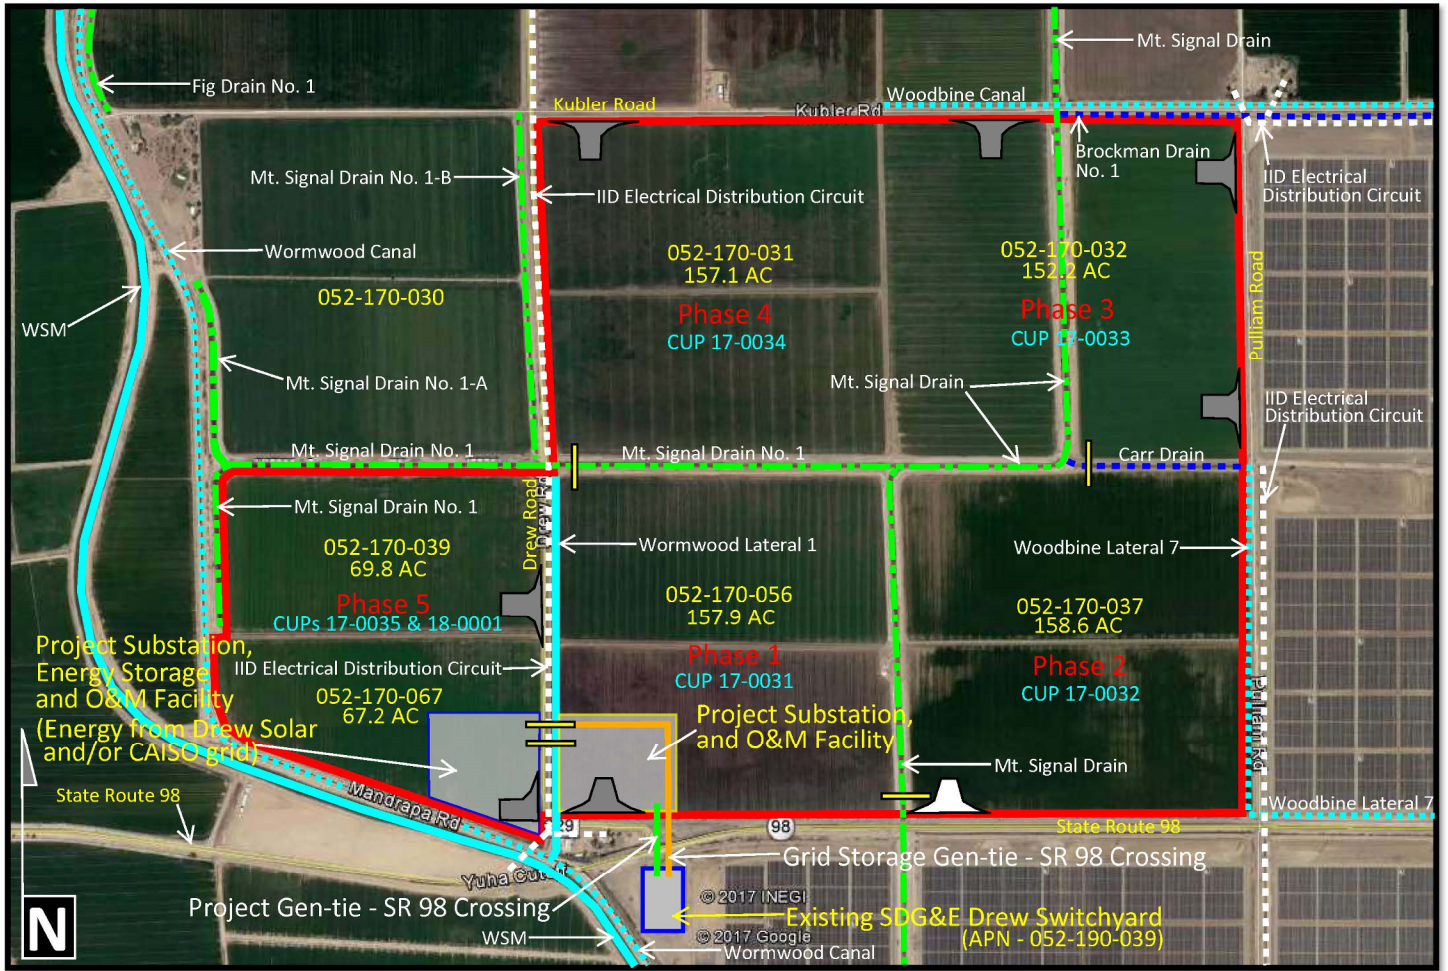 Mt. Signal Drain
Fig Drain No. 1
Woodbine Canal
Kubler Road
Kubler Rd
Brockman Drain
No. 1
IID Electrical
Distribution Circuit
Mt. Signal Drain No. 1-B
IID Electrical Distribution Circuit
Wormwood Canal
052-170-031
157.1 AC
052-170-032
152.2 AC
052-170-030
Phase 4
CUP 17-0034
Phase 3
CUP 17-0033
Pulliam Road
WSM
Mt. Signal Drain No. 1-A
Mt. Signal Drain
IID Electrical
Distribution Circuit
Mt. Signal Drain No. 1
Mt. Signal Drain No. 1
Carr Drain
Mt. Signal Drain No. 1
Drew Road
Drew Rd
052-170-039
69.8 AC
Wormwood Lateral 1
Woodbine Lateral 7
Phase 5
CUPs 17-0035 & 18-0001
052-170-056
157.9 AC
052-170-037
158.6 AC
Project Substation,
Energy Storage
and O&M Facility
(Energy from Drew Solar
and/or CAISO grid)
IID Electrical Distribution Circuit
052-170-067
67.2 AC
Phase 1
CUP 17-0031
Phase 2
CUP 17-0032
Pulliam Rd
Project Substation,
and O&M Facility
Mt. Signal Drain
State Route 98
Mandrapa Rd
Woodbine Lateral 7
29
98
State Route 98
Grid Storage Gen-tie - SR 98 Crossing
Yuha Cutoff
Project Gen-tie - SR 98 Crossing
© 2017 INEGI
Existing SDG&E Drew Switchyard
(APN - 052-190-039)
© 2017 Google
WSM
Wormwood Canal
N